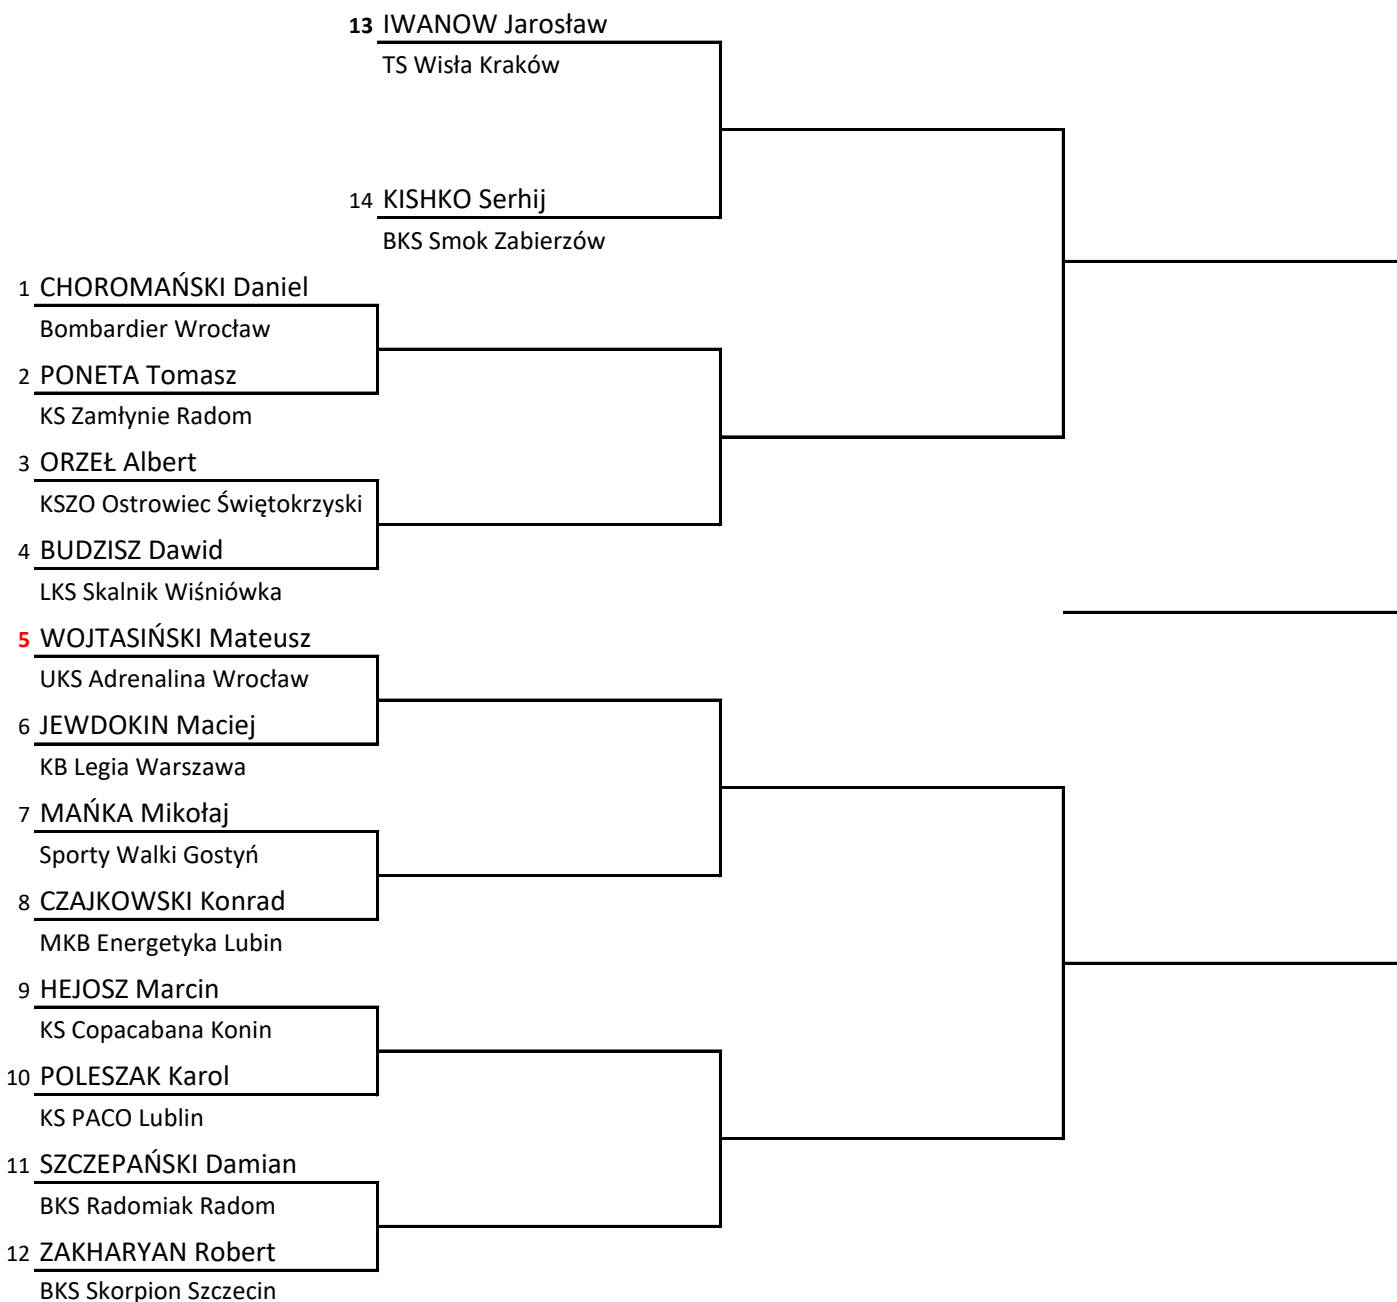 13 IWANOW Jarosław
TS Wisła Kraków
14 KISHKO Serhij
BKS Smok Zabierzów
1 CHOROMAŃSKI Daniel
Bombardier Wrocław
2 PONETA Tomasz
KS Zamłynie Radom
3 ORZEŁ Albert
KSZO Ostrowiec Świętokrzyski
4 BUDZISZ Dawid
LKS Skalnik Wiśniówka
5 WOJTASIŃSKI Mateusz
UKS Adrenalina Wrocław
6 JEWDOKIN Maciej
KB Legia Warszawa
7 MAŃKA Mikołaj
Sporty Walki Gostyń
8 CZAJKOWSKI Konrad
MKB Energetyka Lubin
9 HEJOSZ Marcin
KS Copacabana Konin
10 POLESZAK Karol
KS PACO Lublin
11 SZCZEPAŃSKI Damian
BKS Radomiak Radom
12 ZAKHARYAN Robert
BKS Skorpion Szczecin